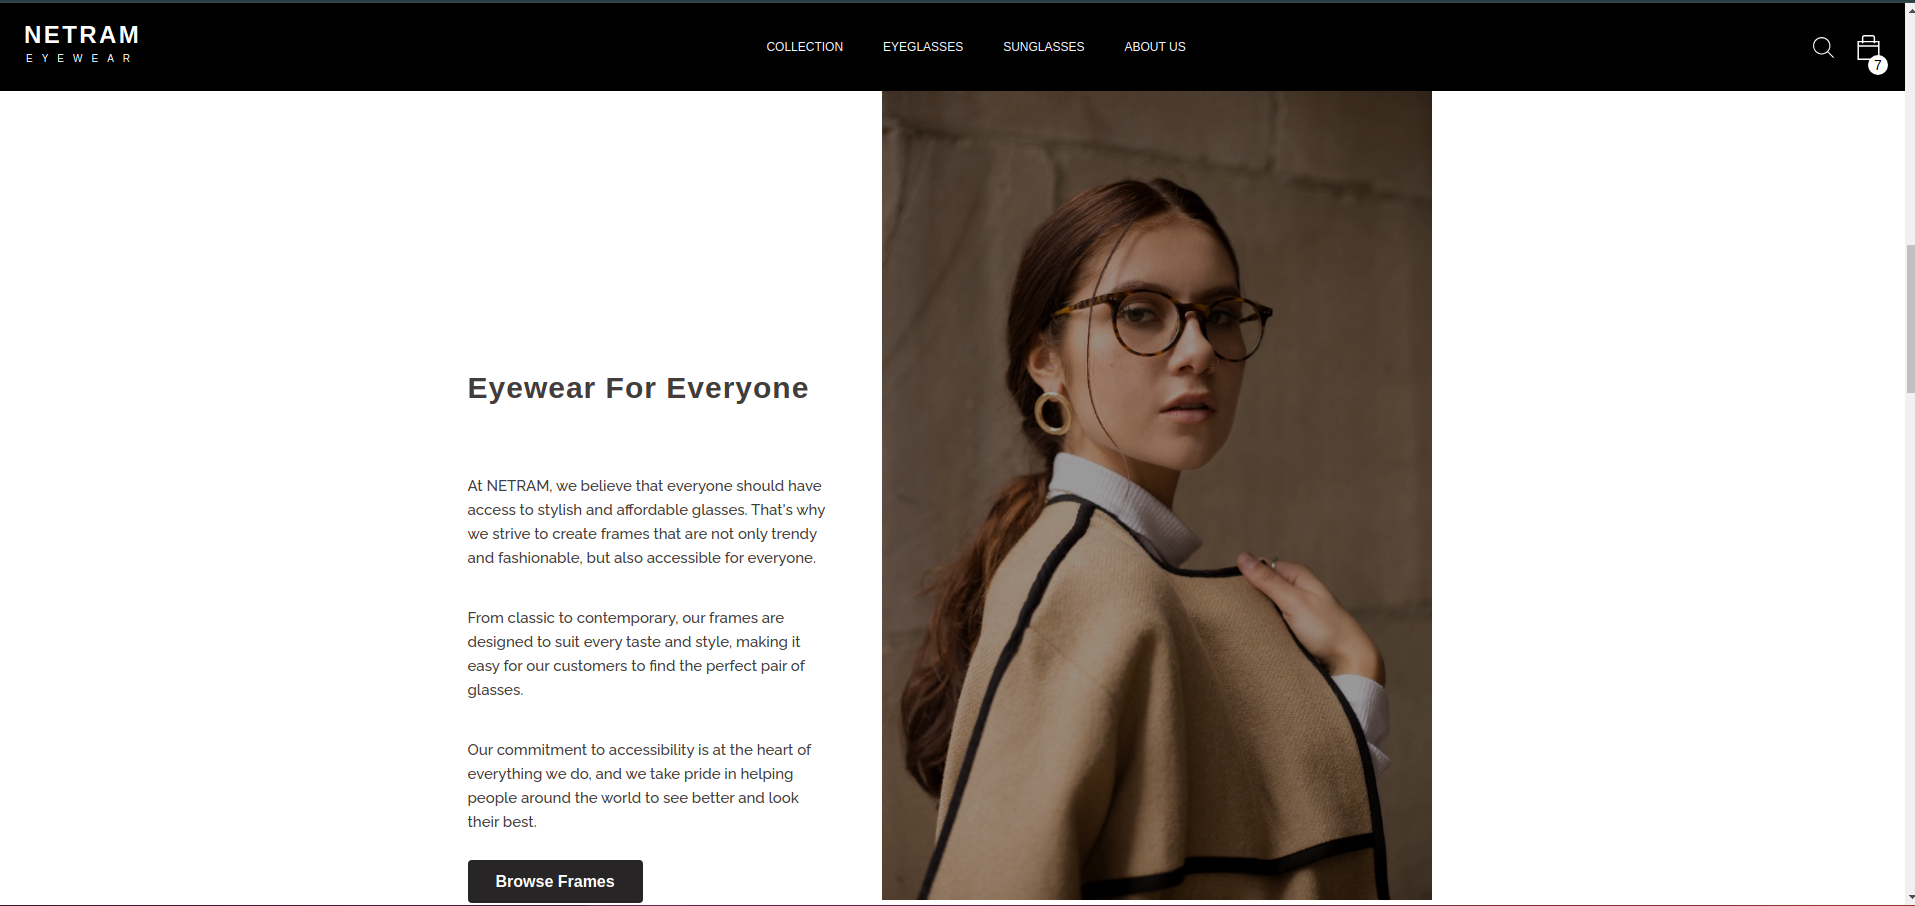 NETRAM
EYEWEAR
COLLECTION
EYEGLASSES
SUNGLASSES
ABOUT US
7
Eyewear For Everyone
At NETRAM, we believe that everyone should have
access to stylish and affordable glasses. That's why
we strive to create frames that are not only trendy
and fashionable, but also accessible for everyone.
From classic to contemporary, our frames are
designed to suit every taste and style, making it
easy for our customers to find the perfect pair of
glasses.
Our commitment to accessibility is at the heart of
everything we do, and we take pride in helping
people around the world to see better and look
their best.
Browse Frames